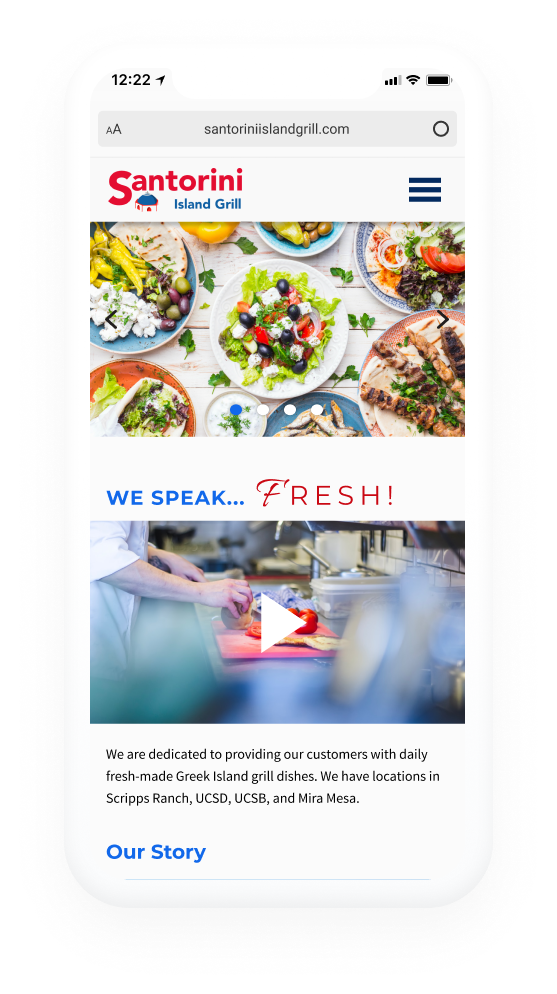 12:22
AA santoriniislandgrill.com
Santorini
Island Grill
WE SPEAK... FRESH!
We are dedicated to providing our customers with daily
fresh-made Greek Island grill dishes. We have locations in
Scripps Ranch, UCSD, UCSB, and Mira Mesa.
Our Story